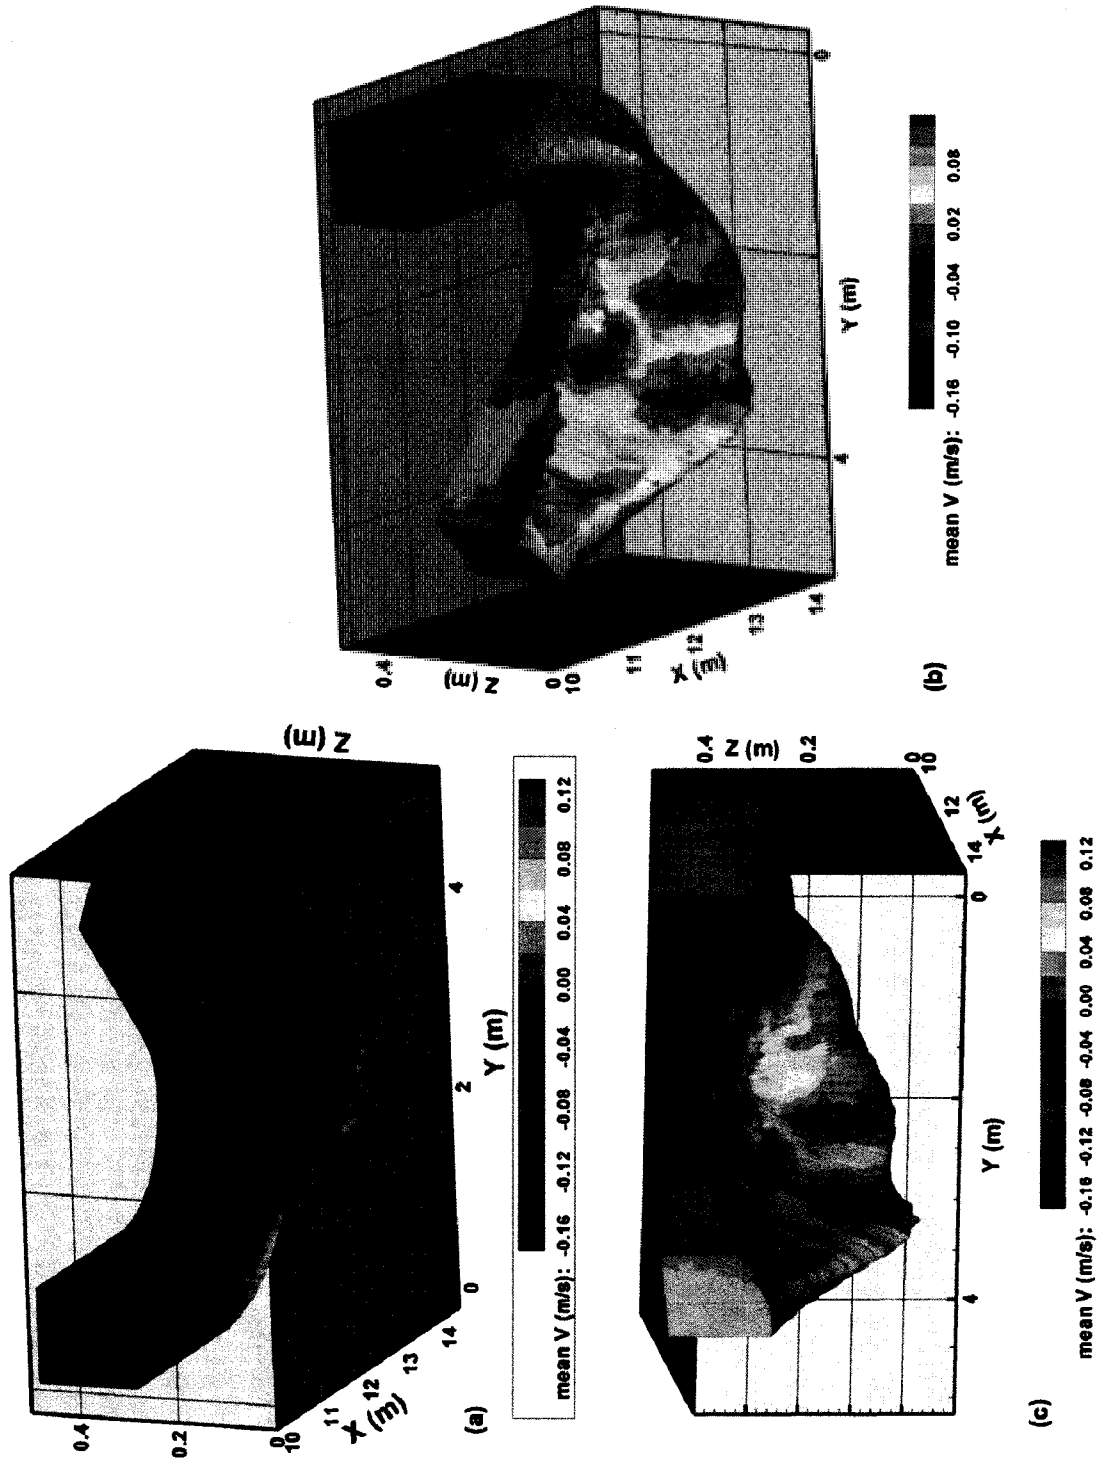 0.4
0.2
0
10
11
12
13
14
X (m)
0
2
4
Y (m)
Z (m)
mean V (m/s): -0.16 -0.12 -0.08 -0.04 0.00 0.04 0.08 0.12
(a)
0.4
Z (m)
0
10
11
12
13
14
X (m)
4
0
Y (m)
mean V (m/s): -0.16 -0.10 -0.04 0.02 0.08
(b)
0.4
Z (m)
0.2
0
10
12
14
X (m)
4
0
Y (m)
mean V (m/s): -0.16 -0.12 -0.08 -0.04 0.00 0.04 0.08 0.12
(c)